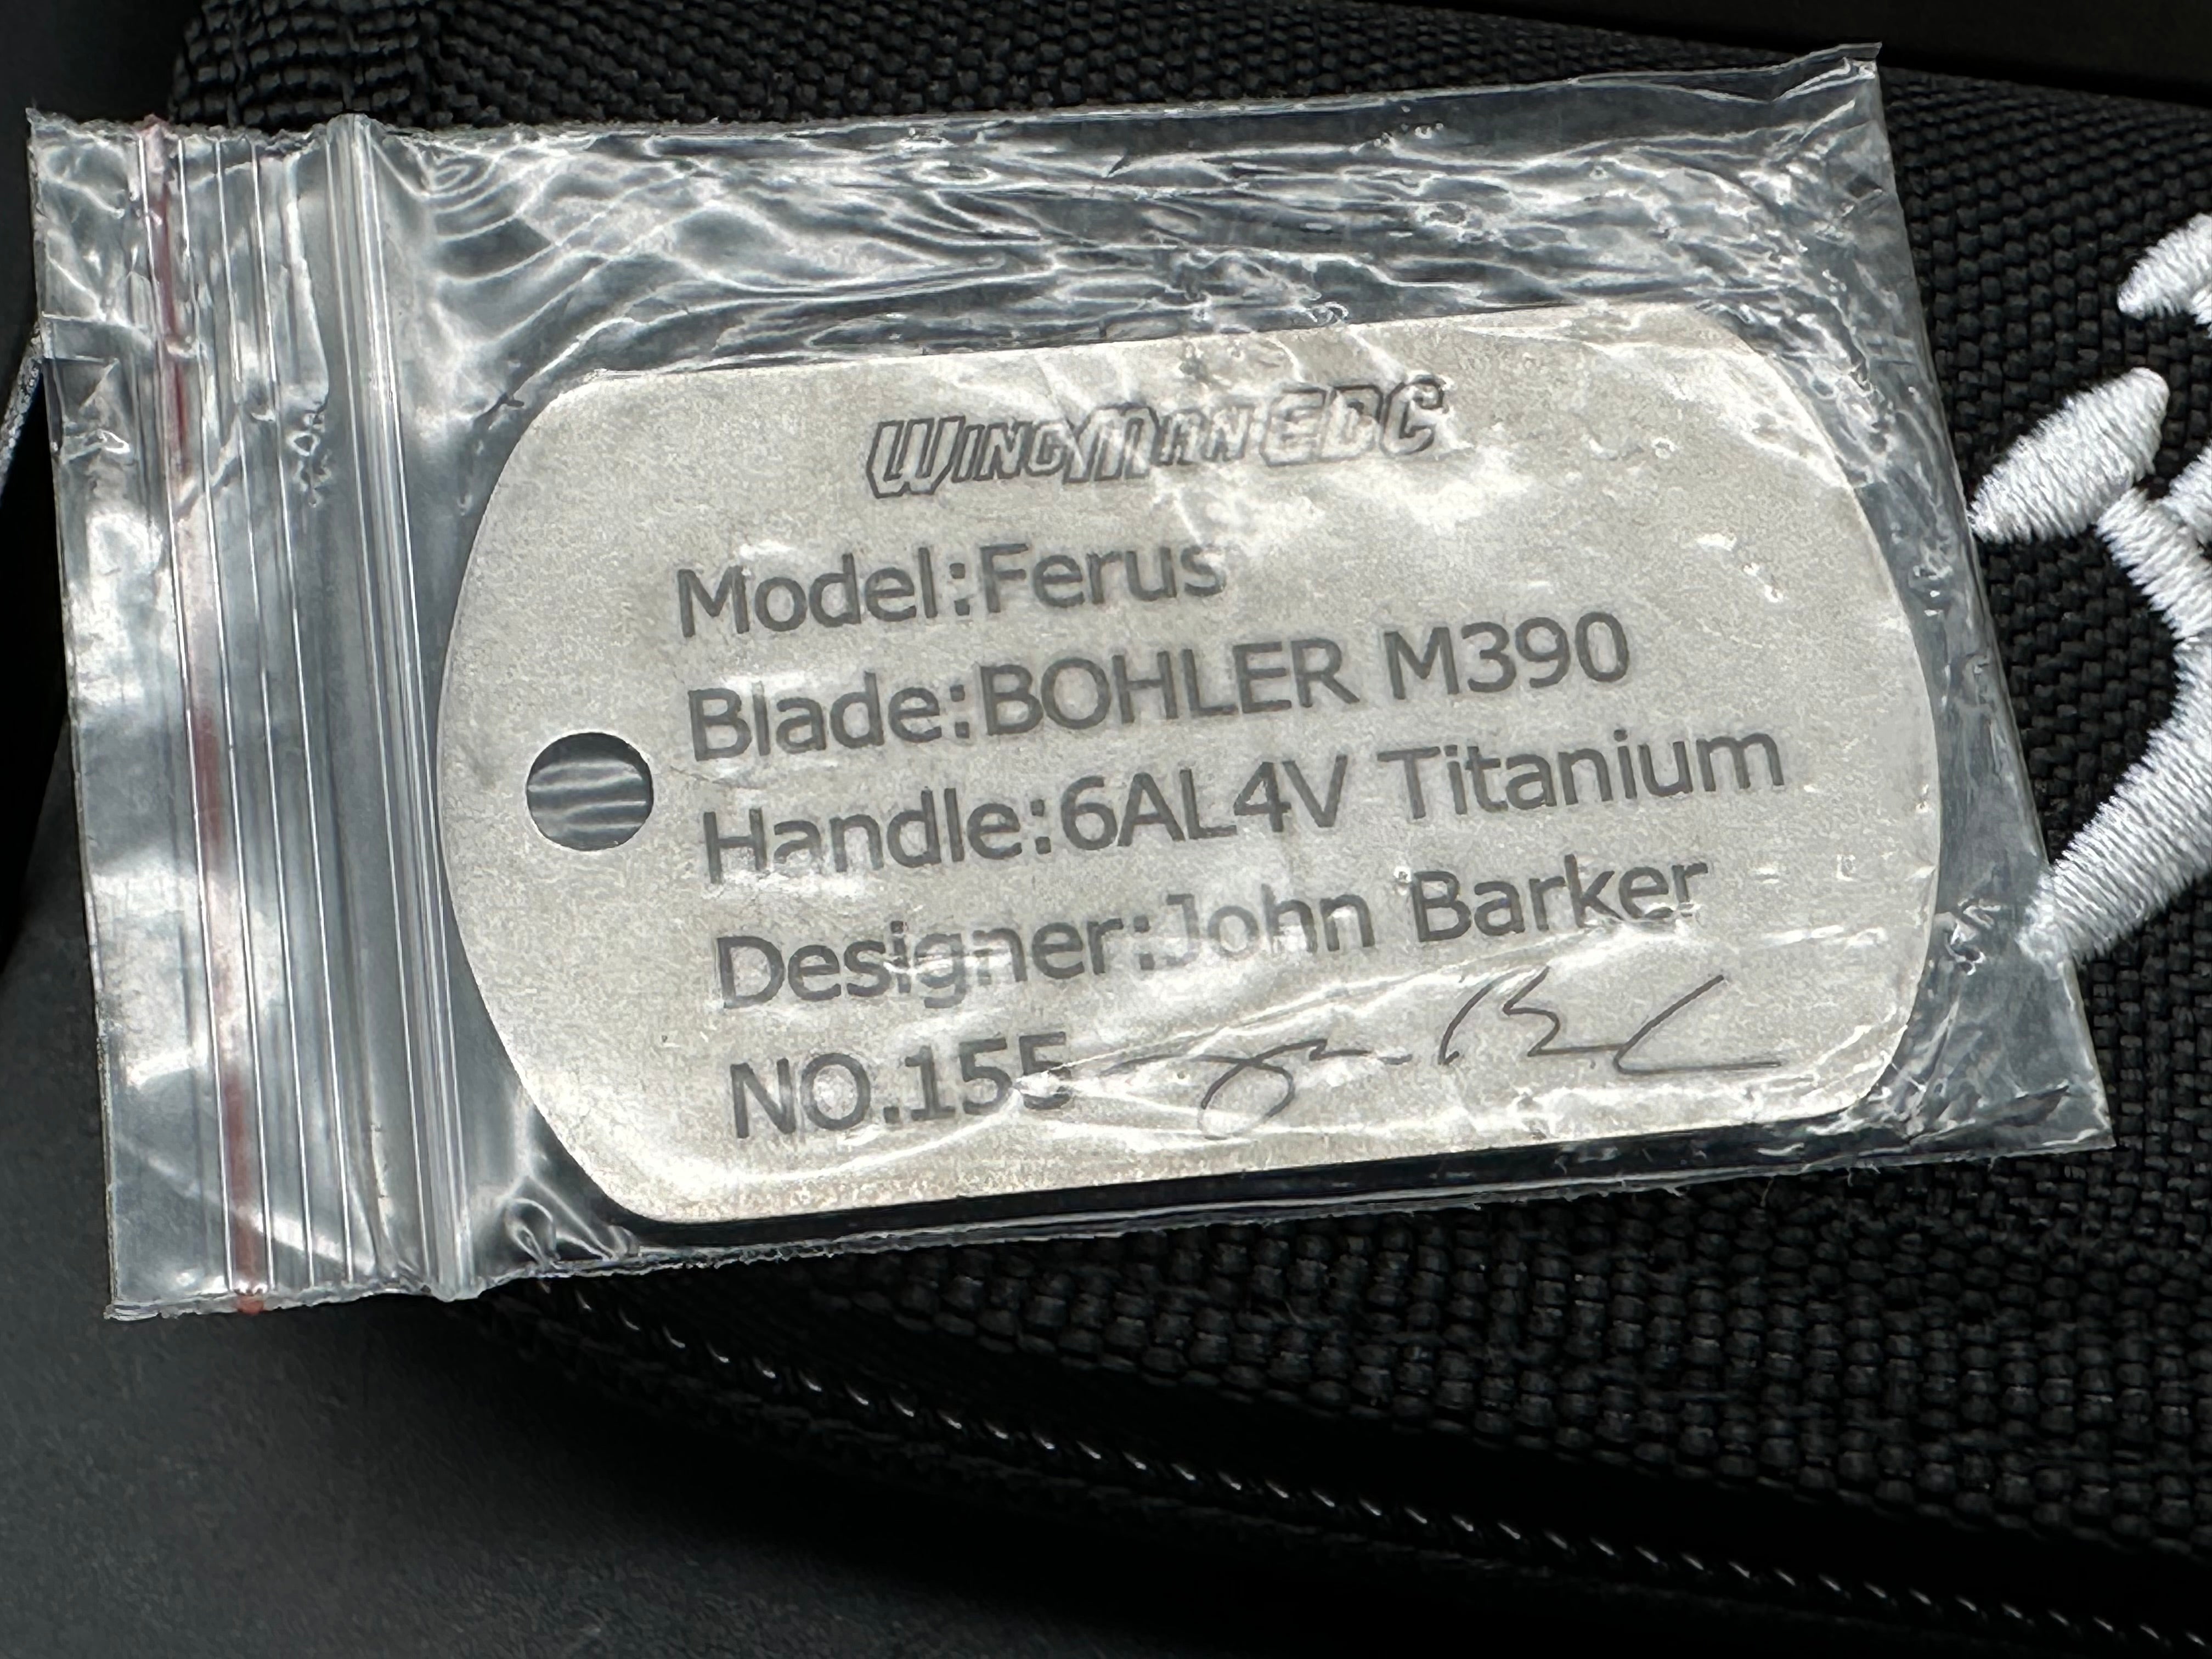 WINGMAN EDC
Model:Ferus
Blade:BOHLER M390
Handle:6AL4V Titanium
Designer:John Barker
NO.155